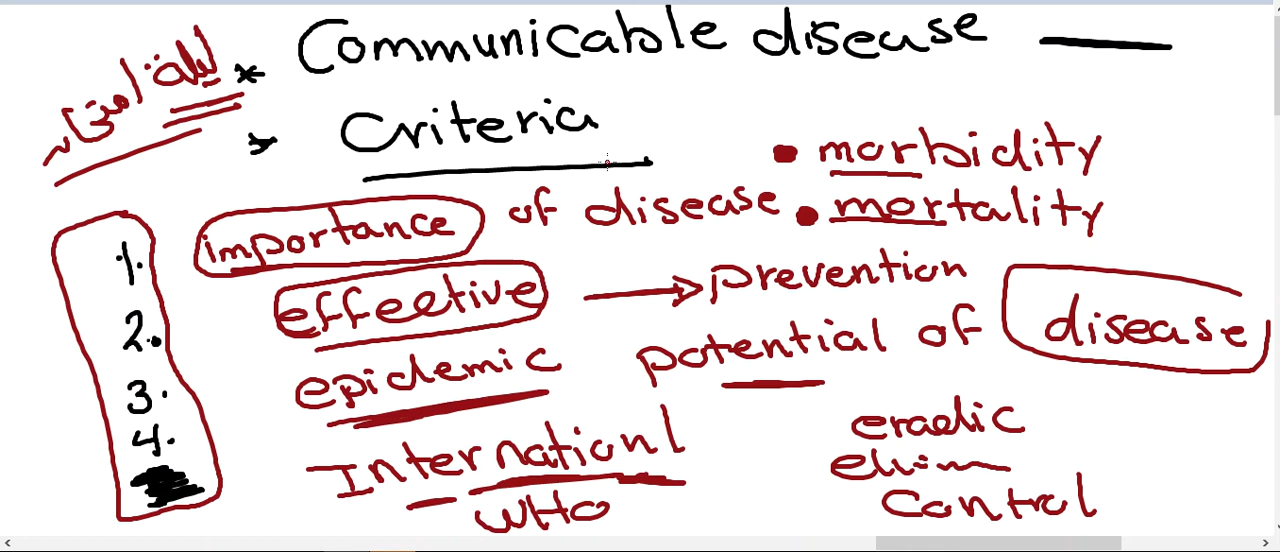 ليلة امتحان
* Communicable disease
* Criteria
• morbidity
1. importance of disease • mortality
2. effective → prevention
3. epidemic potential of disease
4. Internationl
WHO
eradic
elim
Control